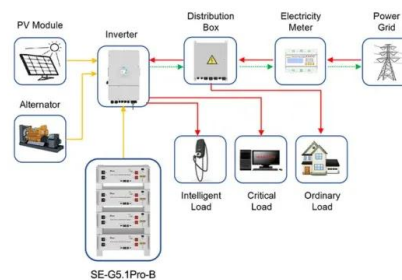 PV Module
Inverter
Distribution
Box
Electricity
Meter
Power
Grid
Alternator
Intelligent
Load
Critical
Load
Ordinary
Load
SE-G5.1Pro-B